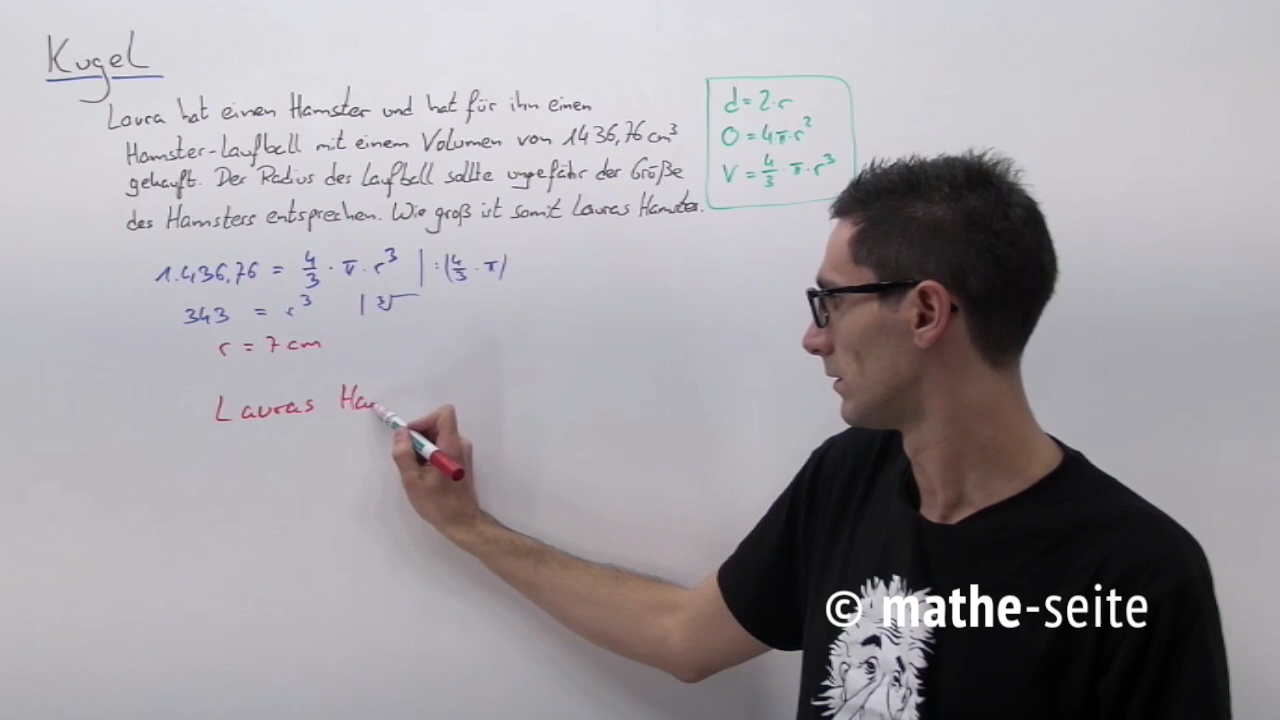 Kugel
Laura hat einen Hamster und hat für ihn einen
Hamster-Laufball mit einem Volumen von 1436,76 cm³
gekauft. Der Radius des Laufball sollte ungefähr der Größe
des Hamsters entsprechen. Wie groß ist somit Lauras Hamster.
d = 2·r
O = 4π·r²
V = 4/3 · π · r³
1.436,76 = 4/3 · π · r³ | :(4/3 · π)
343 = r³ | ³√
r = 7 cm
Lauras Ham
© mathe-seite